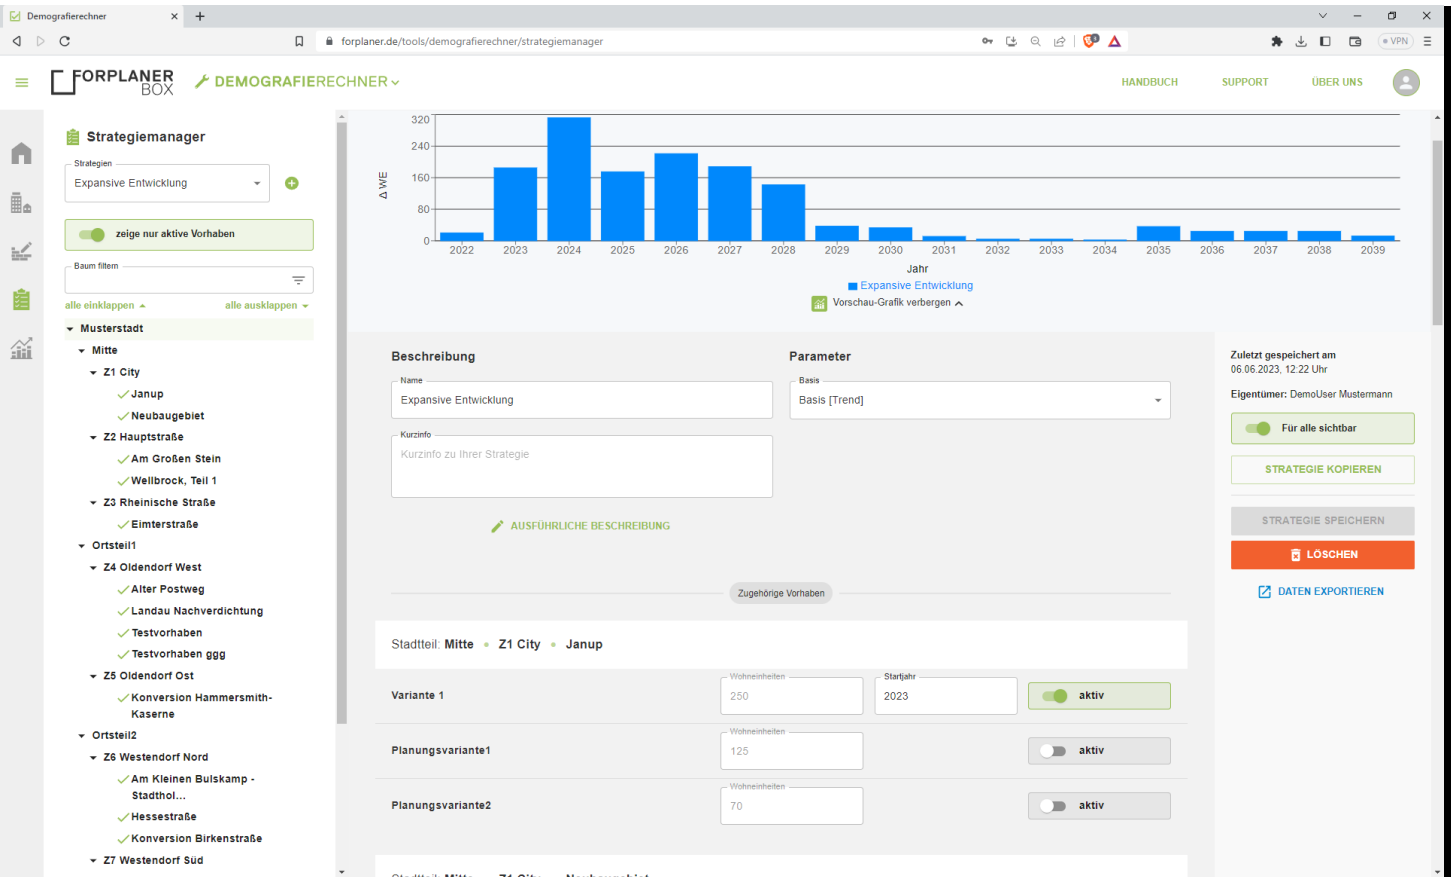 Demografierechner
forplaner.de/tools/demografierechner/strategiemanager
VPN
FORPLANER
BOX
DEMOGRAFIERECHNER
HANDBUCH
SUPPORT
ÜBER UNS
Strategiemanager
Strategien
Expansive Entwicklung
zeige nur aktive Vorhaben
Baum filtern
alle einklappen
alle ausklappen
Musterstadt
Mitte
Z1 City
Janup
Neubaugebiet
Z2 Hauptstraße
Am Großen Stein
Wellbrock, Teil 1
Z3 Rheinische Straße
Eimterstraße
Ortsteil1
Z4 Oldendorf West
Alter Postweg
Landau Nachverdichtung
Testvorhaben
Testvorhaben ggg
Z5 Oldendorf Ost
Konversion Hammersmith-
Kaserne
Ortsteil2
Z6 Westendorf Nord
Am Kleinen Bulskamp -
Stadthol...
Hessestraße
Konversion Birkenstraße
Z7 Westendorf Süd
320
240
160
80
0
Δ WE
2022 2023 2024 2025 2026 2027 2028 2029 2030 2031 2032 2033 2034 2035 2036 2037 2038 2039
Jahr
Expansive Entwicklung
Vorschau-Grafik verbergen
Beschreibung
Name
Expansive Entwicklung
Kurzinfo
Kurzinfo zu Ihrer Strategie
AUSFÜHRLICHE BESCHREIBUNG
Parameter
Basis
Basis [Trend]
Zugehörige Vorhaben
Stadtteil: Mitte • Z1 City • Janup
Variante 1
Wohneinheiten
250
Startjahr
2023
aktiv
Planungsvariante1
Wohneinheiten
125
aktiv
Planungsvariante2
Wohneinheiten
70
aktiv
Stadtteil: Mitte • Z1 City • Neubaugebiet
Zuletzt gespeichert am
06.06.2023, 12:22 Uhr
Eigentümer: DemoUser Mustermann
Für alle sichtbar
STRATEGIE KOPIEREN
STRATEGIE SPEICHERN
LÖSCHEN
DATEN EXPORTIEREN